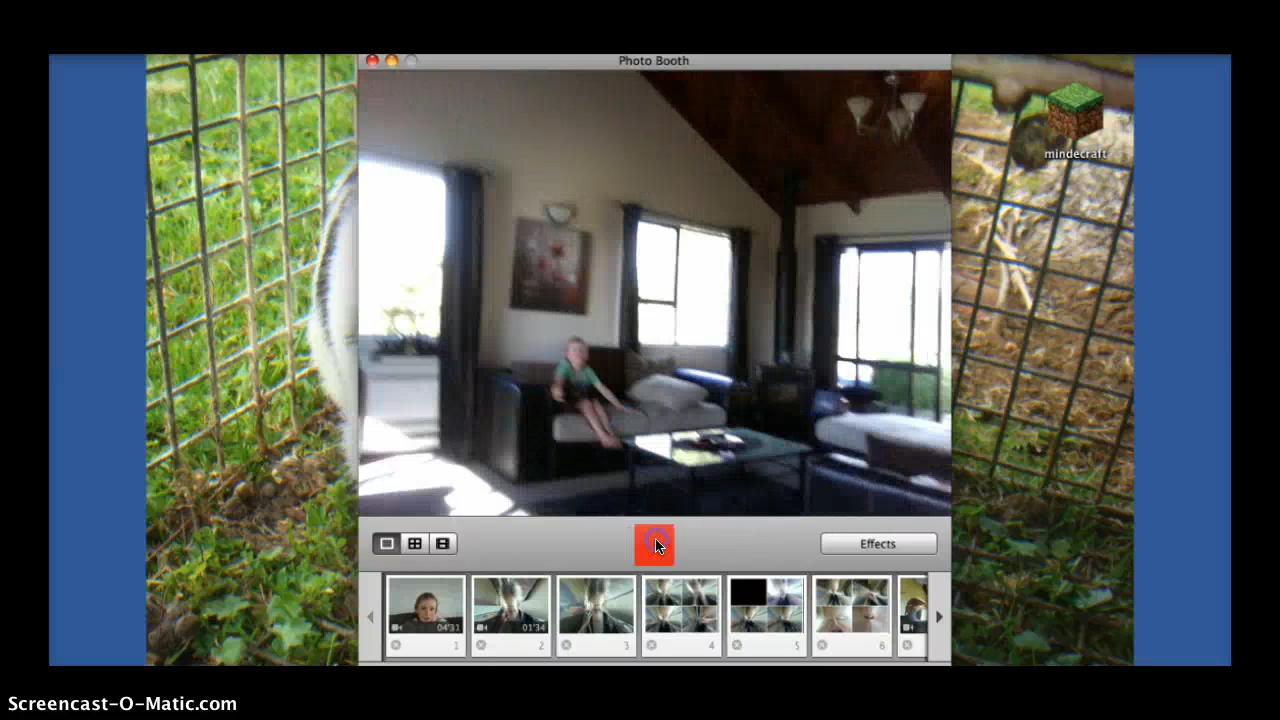 Photo Booth
mindecraft
Effects
04'31
01'34
1
2
3
4
5
6
Screencast-O-Matic.com